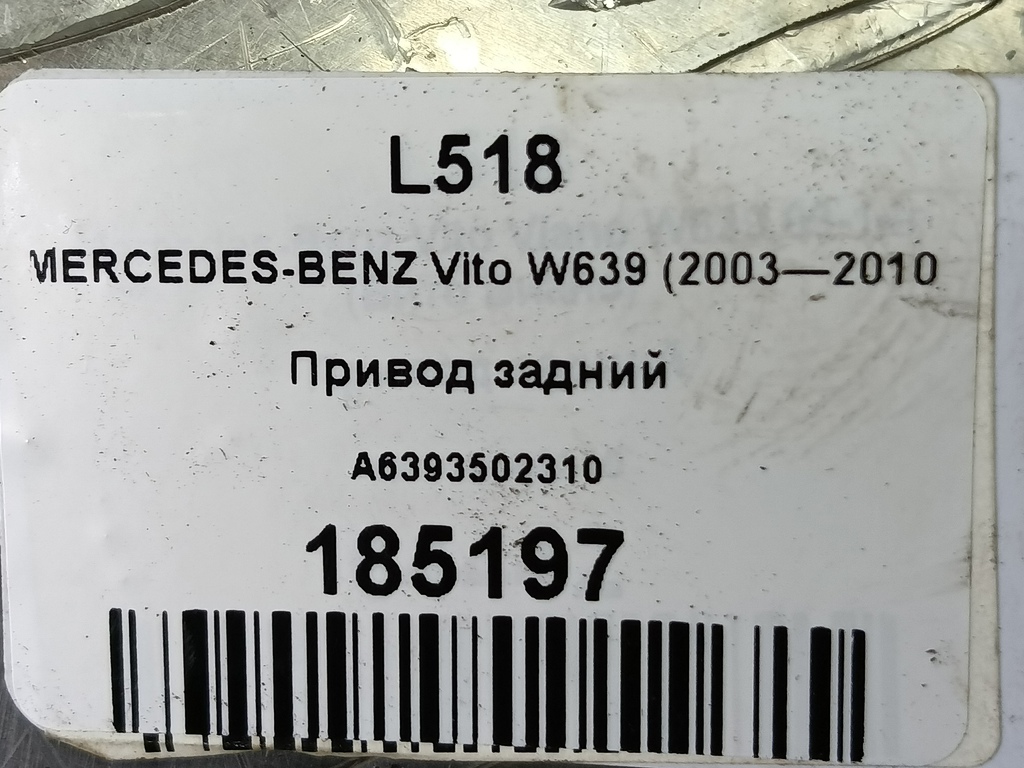 L518
MERCEDES-BENZ Vito W639 (2003—2010
Привод задний
A6393502310
185197